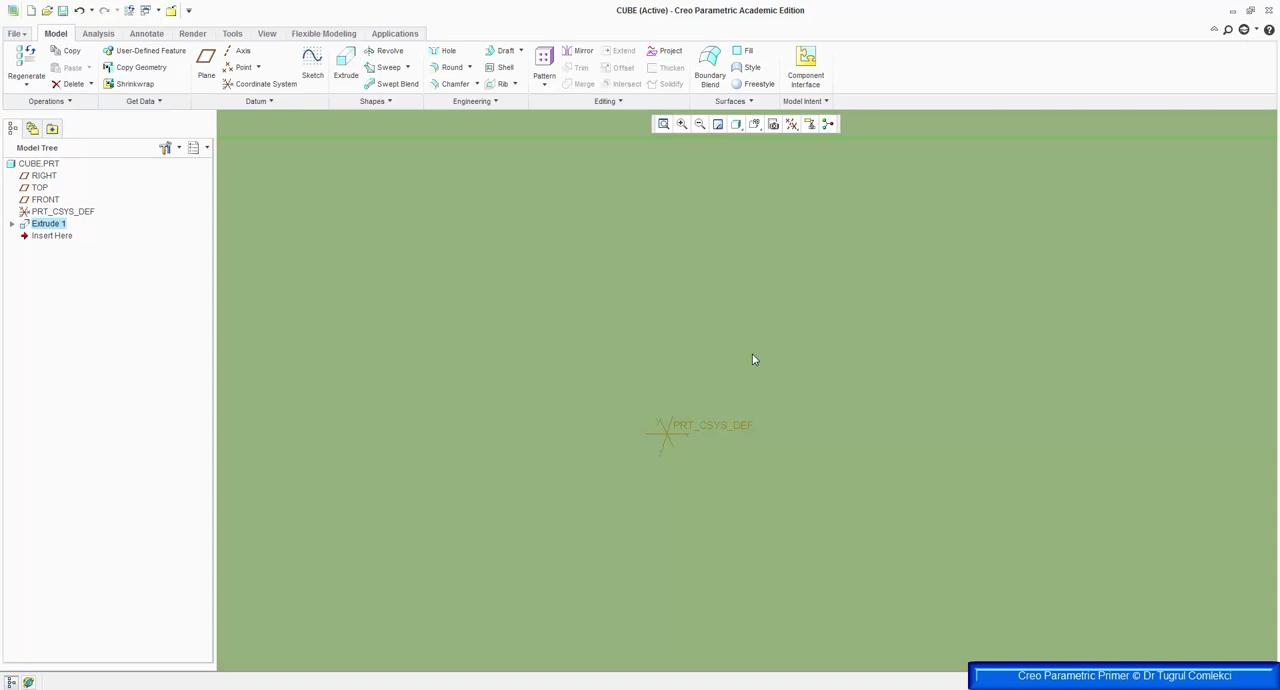 CUBE (Active) - Creo Parametric Academic Edition
File
Model
Analysis
Annotate
Render
Tools
View
Flexible Modeling
Applications
Regenerate
Copy
Paste
Delete
Operations
User-Defined Feature
Copy Geometry
Shrinkwrap
Get Data
Plane
Axis
Point
Coordinate System
Datum
Sketch
Extrude
Revolve
Sweep
Swept Blend
Shapes
Hole
Round
Chamfer
Draft
Shell
Rib
Engineering
Pattern
Mirror
Trim
Merge
Extend
Offset
Intersect
Project
Thicken
Solidify
Editing
Boundary
Blend
Fill
Style
Freestyle
Surfaces
Component
Interface
Model Intent
Model Tree
CUBE.PRT
RIGHT
TOP
FRONT
PRT_CSYS_DEF
Extrude 1
Insert Here
PRT_CSYS_DEF
Creo Parametric Primer © Dr Tugrul Comlekci